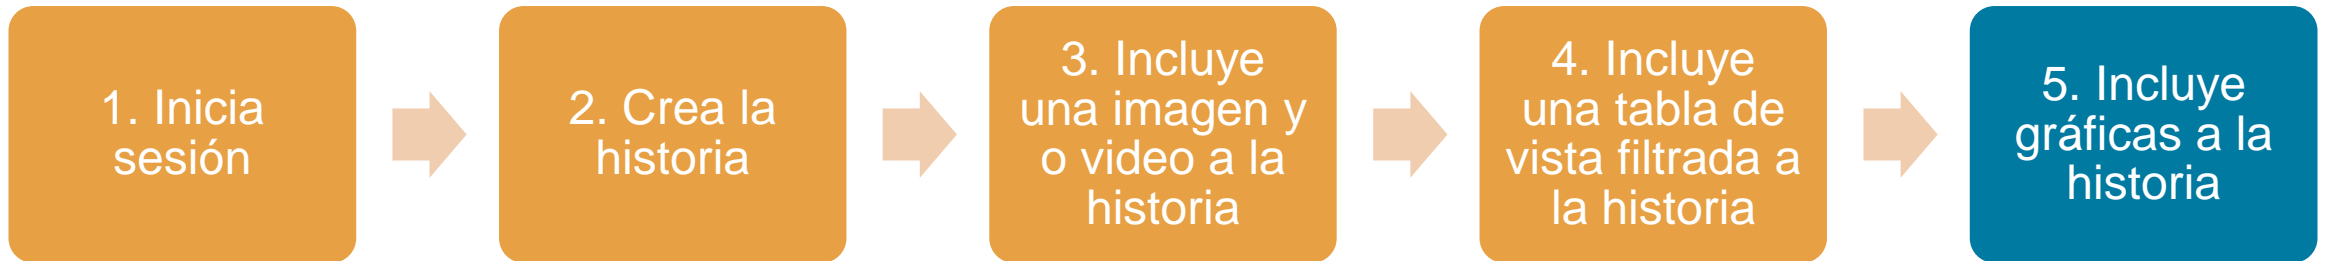 1. Inicia
sesión
2. Crea la
historia
3. Incluye
una imagen y
o video a la
historia
4. Incluye
una tabla de
vista filtrada a
la historia
5. Incluye
gráficas a la
historia